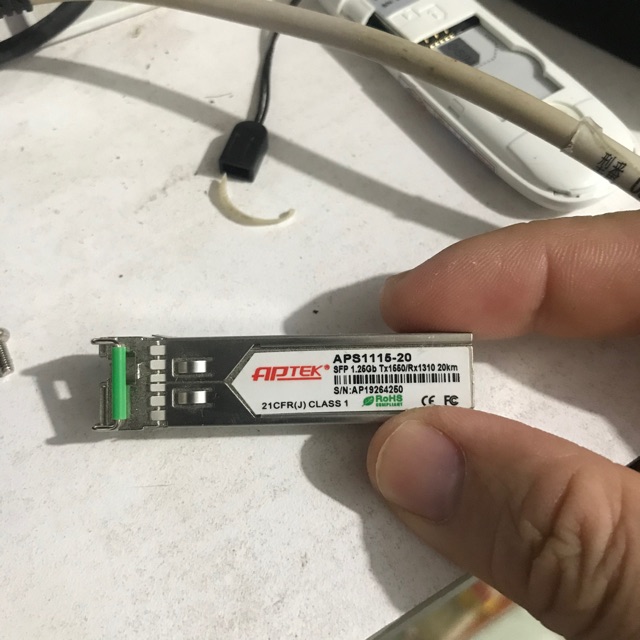 APTEK®
APS1115-20
SFP 1.25Gb Tx1550/Rx1310 20km
S/N:AP19264250
21CFR(J) CLASS 1
RoHS
COMPLIANT
CE FC